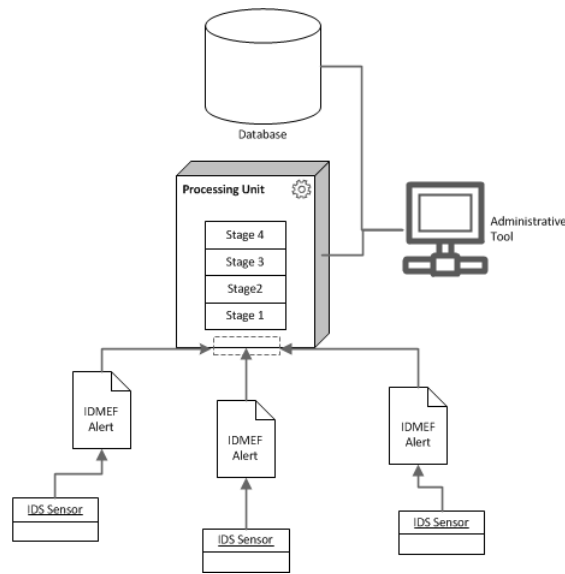 Database
Processing Unit
Stage 4
Stage 3
Stage2
Stage 1
Administrative
Tool
IDMEF
Alert
IDMEF
Alert
IDMEF
Alert
IDS Sensor
IDS Sensor
IDS Sensor